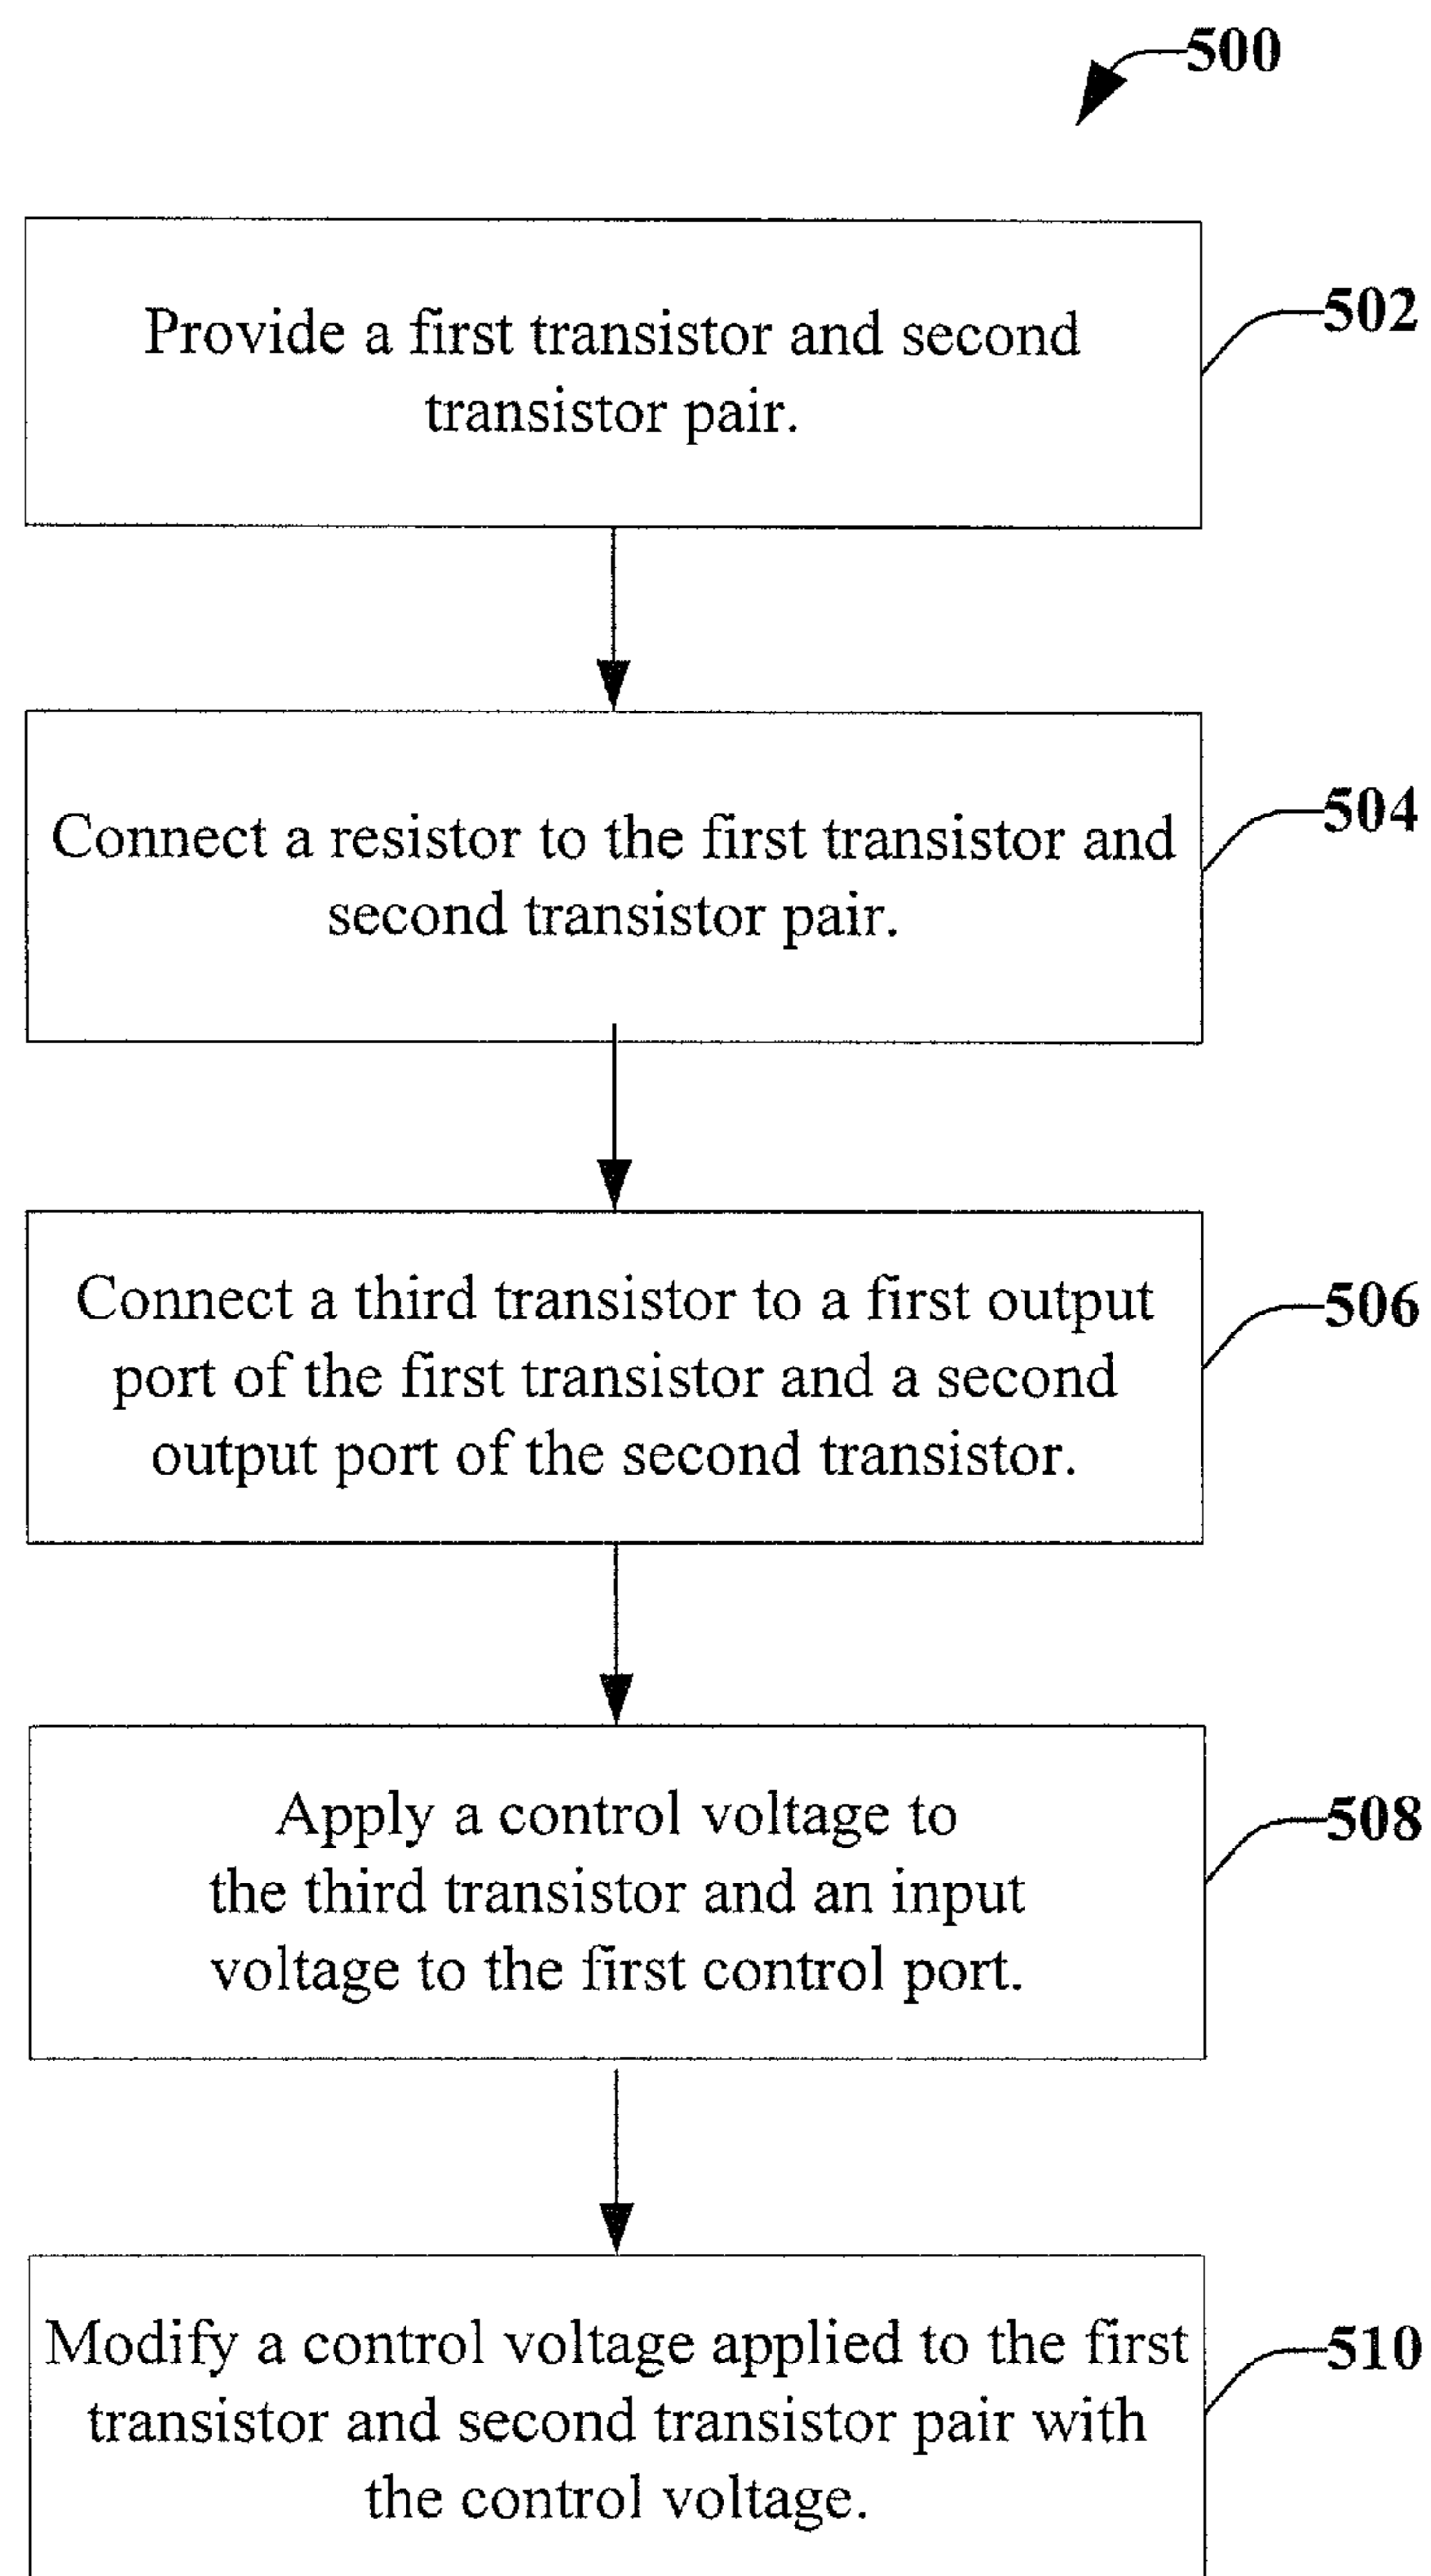 500
Provide a first transistor and second
transistor pair.
502
Connect a resistor to the first transistor and
second transistor pair.
504
Connect a third transistor to a first output
port of the first transistor and a second
output port of the second transistor.
506
Apply a control voltage to
the third transistor and an input
voltage to the first control port.
508
Modify a control voltage applied to the first
transistor and second transistor pair with
the control voltage.
510